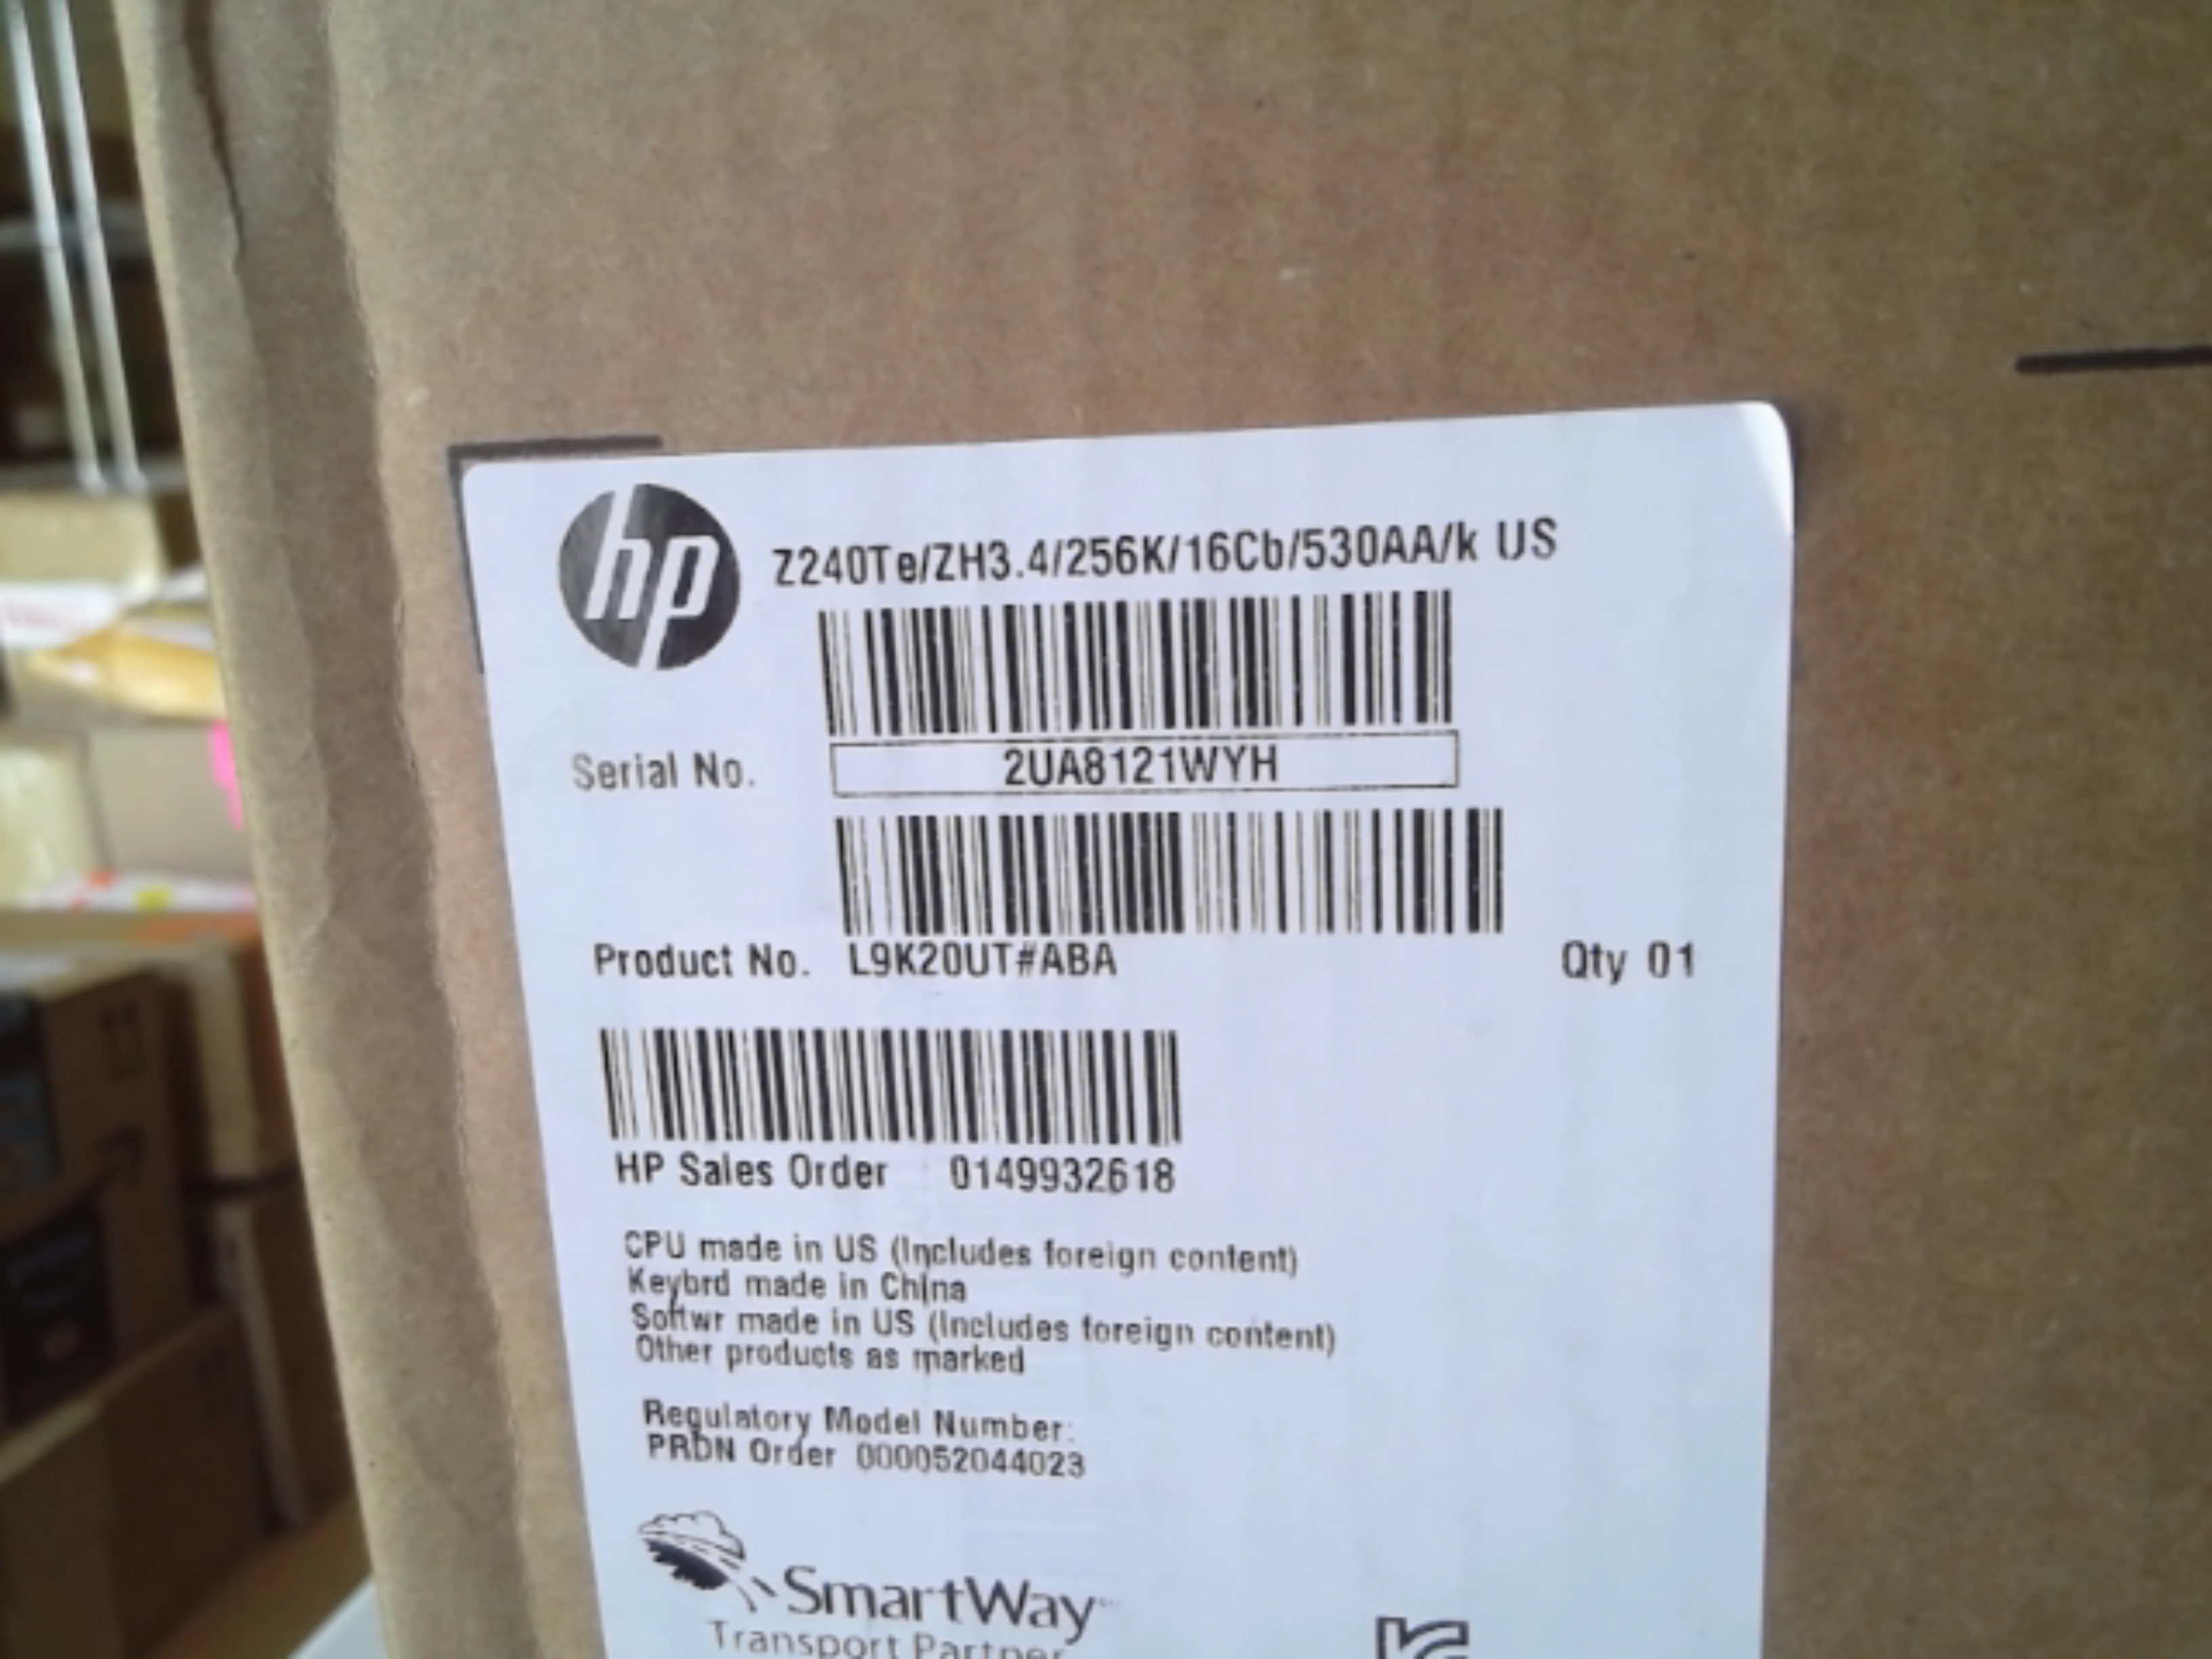 hp
Z240Te/ZH3.4/256K/16Cb/530AA/k US
Serial No. 2UA8121WYH
Product No. L9K20UT#ABA Qty 01
HP Sales Order 0149932618
CPU made in US (Includes foreign content)
Keybrd made in China
Softwr made in US (Includes foreign content)
Other products as marked
Regulatory Model Number:
PRDN Order 000052044023
SmartWay
Transport Partner